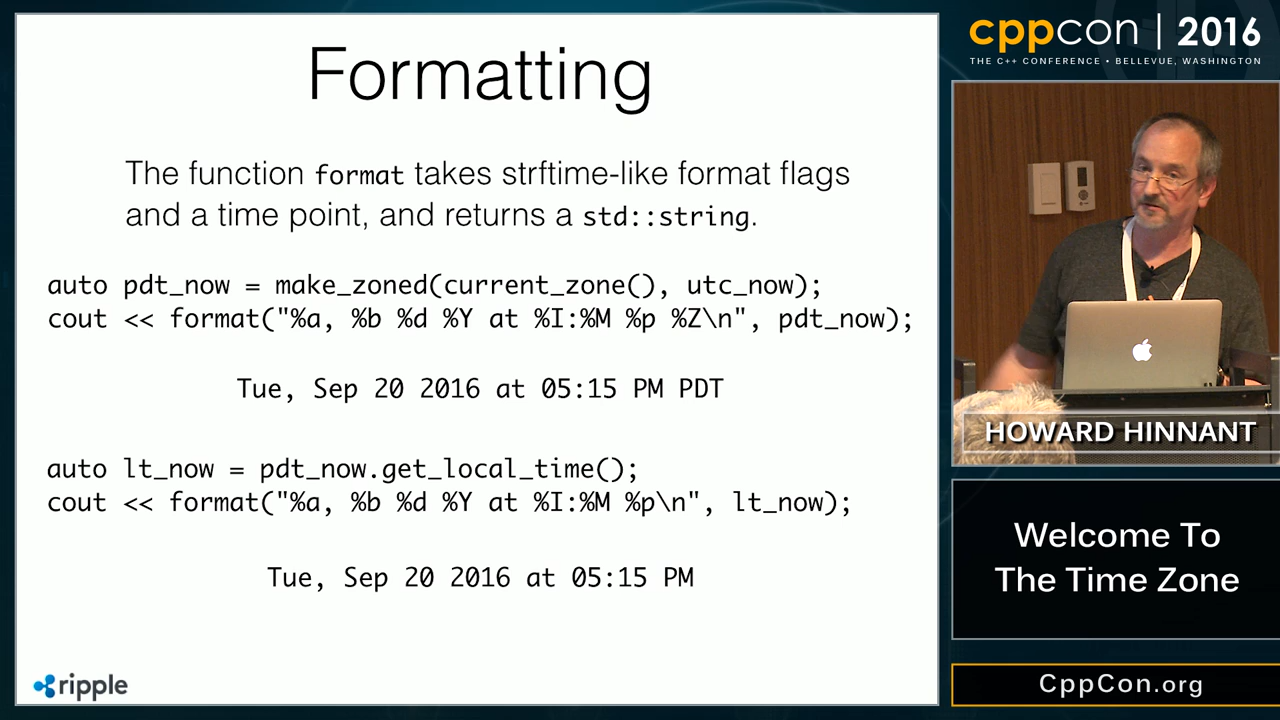 Formatting
The function format takes strftime-like format flags
and a time point, and returns a std::string.
auto pdt_now = make_zoned(current_zone(), utc_now);
cout << format("%a, %b %d %Y at %I:%M %p %Z\n", pdt_now);
Tue, Sep 20 2016 at 05:15 PM PDT
auto lt_now = pdt_now.get_local_time();
cout << format("%a, %b %d %Y at %I:%M %p\n", lt_now);
Tue, Sep 20 2016 at 05:15 PM
ripple
cppcon | 2016
THE C++ CONFERENCE • BELLEVUE, WASHINGTON
HOWARD HINNANT
Welcome To
The Time Zone
CppCon.org